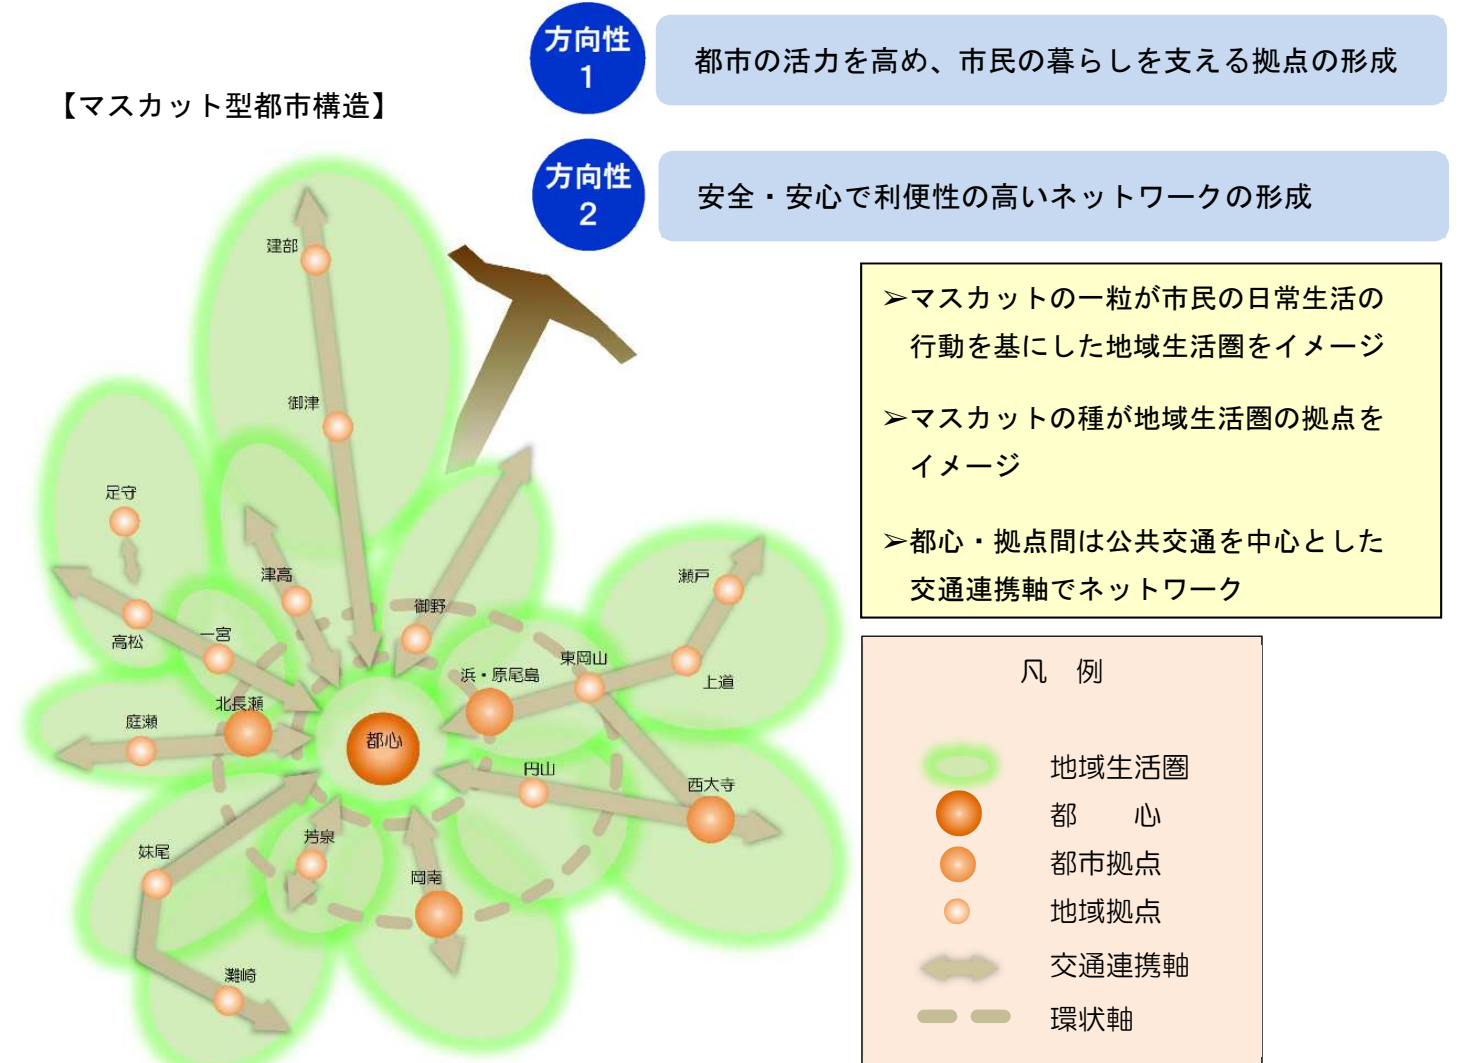 方向性
1
都市の活力を高め、市民の暮らしを支える拠点の形成
【マスカット型都市構造】
方向性
2
安全・安心で利便性の高いネットワークの形成
➢マスカットの一粒が市民の日常生活の
行動を基にした地域生活圏をイメージ
➢マスカットの種が地域生活圏の拠点を
イメージ
➢都心・拠点間は公共交通を中心とした
交通連携軸でネットワーク
建部
御津
足守
津高
高松
一宮
御野
瀬戸
上道
東岡山
浜・原尾島
北長瀬
庭瀬
都心
円山
西大寺
芳泉
妹尾
岡南
灘崎
凡 例
地域生活圏
都 心
都市拠点
地域拠点
交通連携軸
環状軸